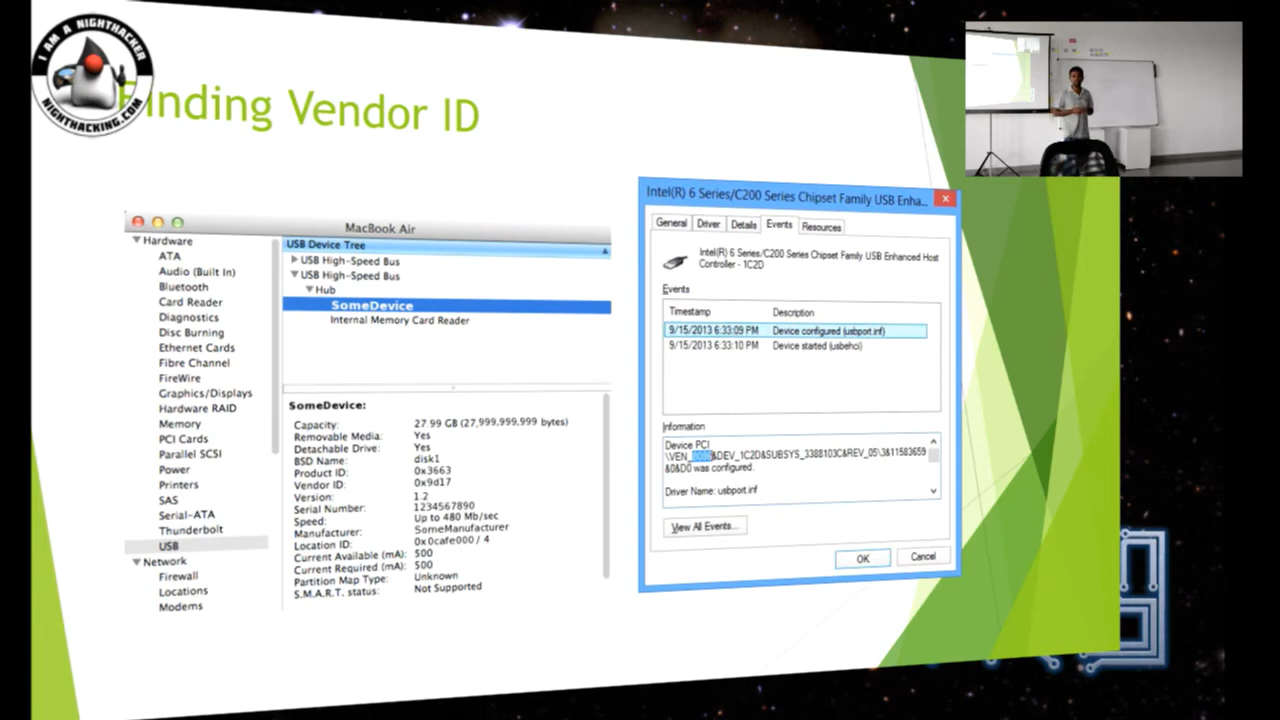 I AM A NIGHTHACKER
NIGHTHACKING.COM
Finding Vendor ID
MacBook Air
Hardware
ATA
Audio (Built In)
Bluetooth
Card Reader
Diagnostics
Disc Burning
Ethernet Cards
Fibre Channel
FireWire
Graphics/Displays
Hardware RAID
Memory
PCI Cards
Parallel SCSI
Power
Printers
SAS
Serial-ATA
Thunderbolt
USB
Network
Firewall
Locations
Modems
USB Device Tree
USB High-Speed Bus
USB High-Speed Bus
Hub
SomeDevice
Internal Memory Card Reader
SomeDevice:
Capacity: 27.99 GB (27,999,999,999 bytes)
Removable Media: Yes
Detachable Drive: Yes
BSD Name: disk1
Product ID: 0x3663
Vendor ID: 0x9d17
Version: 1.2
Serial Number: 1234567890
Speed: Up to 480 Mb/sec
Manufacturer: SomeManufacturer
Location ID: 0x0cafe000 / 4
Current Available (mA): 500
Current Required (mA): 500
Partition Map Type: Unknown
S.M.A.R.T. status: Not Supported
Intel(R) 6 Series/C200 Series Chipset Family USB Enha...
General Driver Details Events Resources
Intel(R) 6 Series/C200 Series Chipset Family USB Enhanced Host
Controller - 1C2D
Events
Timestamp Description
9/15/2013 6:33:09 PM Device configured (usbport.inf)
9/15/2013 6:33:10 PM Device started (usbehci)
Information
Device PCI
\VEN_8086&DEV_1C2D&SUBSYS_3388103C&REV_05\3&11583659
&0&D0 was configured.
Driver Name: usbport.inf
View All Events...
OK Cancel